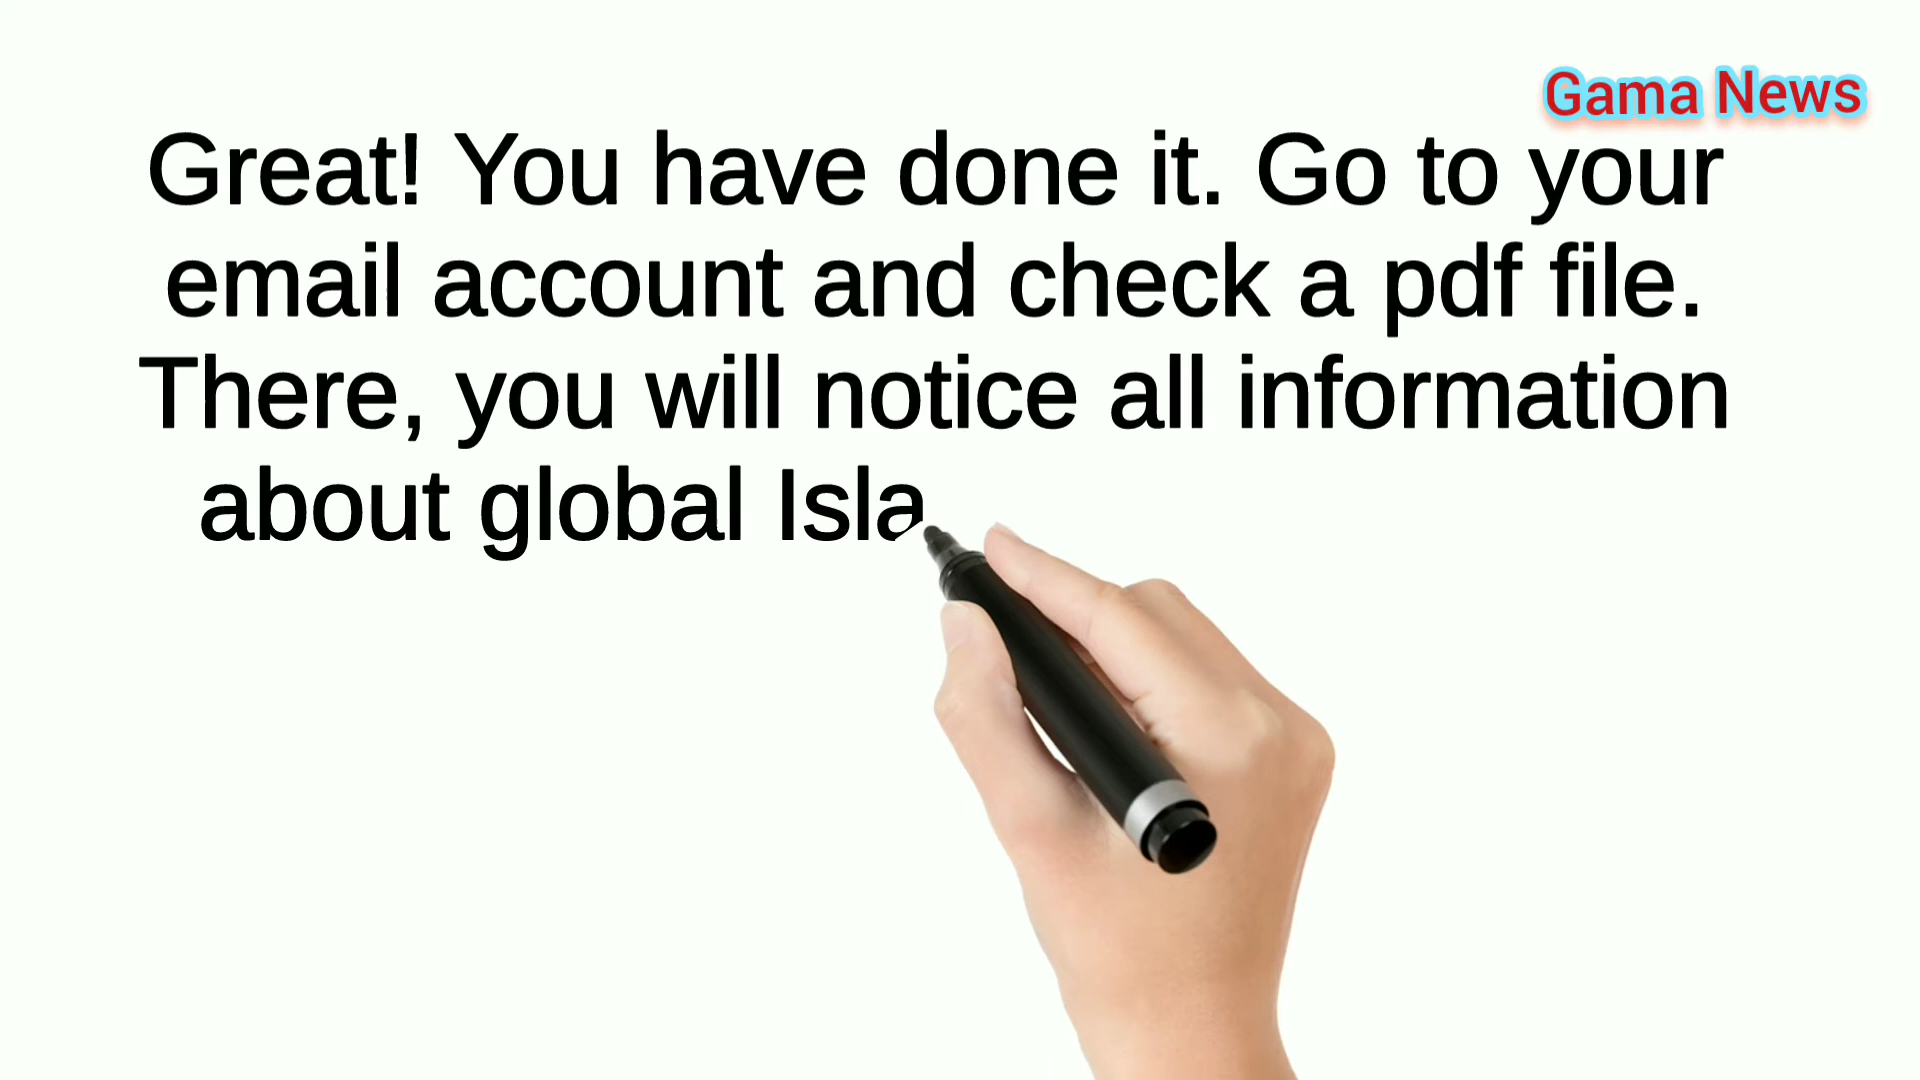 Gama News
Great! You have done it. Go to your
email account and check a pdf file.
There, you will notice all information
about global Isla